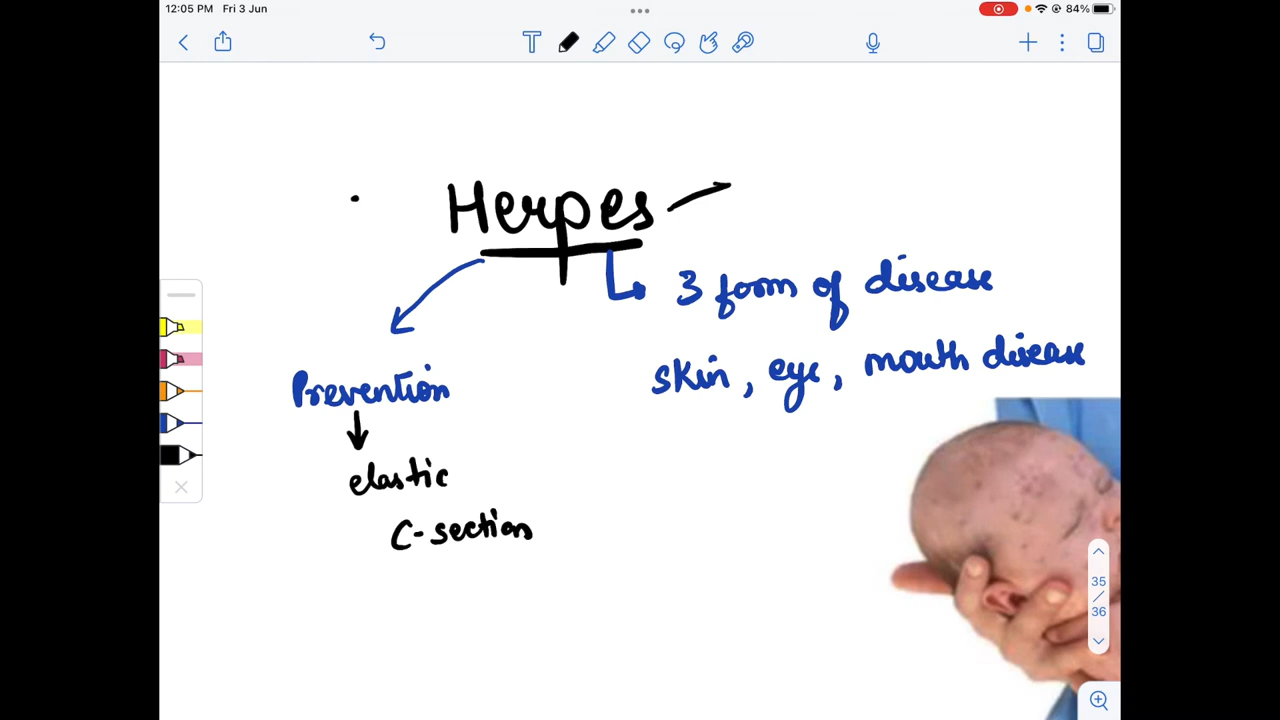 12:05 PM Fri 3 Jun
84%
T
Herpes
3 form of disease
skin, eye, mouth disease
Prevention
elastic
C-section
35
36